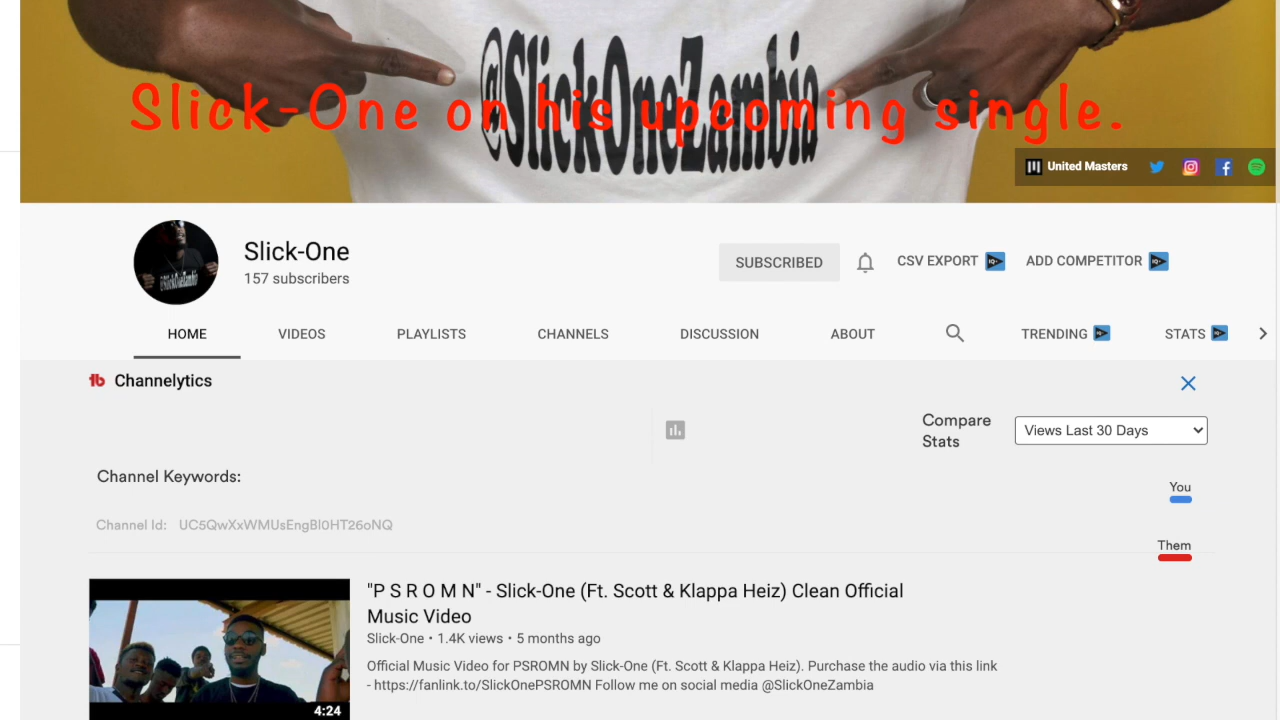 @SlickOneZambia
Slick-One on his upcoming single.
United Masters
Slick-One
157 subscribers
SUBSCRIBED
CSV EXPORT
ADD COMPETITOR
HOME
VIDEOS
PLAYLISTS
CHANNELS
DISCUSSION
ABOUT
TRENDING
STATS
Channelytics
Compare
Stats
Views Last 30 Days
Channel Keywords:
You
Channel Id: UC5QwXxWMUsEngBl0HT26oNQ
Them
"P S R O M N" - Slick-One (Ft. Scott & Klappa Heiz) Clean Official
Music Video
Slick-One • 1.4K views • 5 months ago
Official Music Video for PSROMN by Slick-One (Ft. Scott & Klappa Heiz). Purchase the audio via this link
- https://fanlink.to/SlickOnePSROMN Follow me on social media @SlickOneZambia
4:24